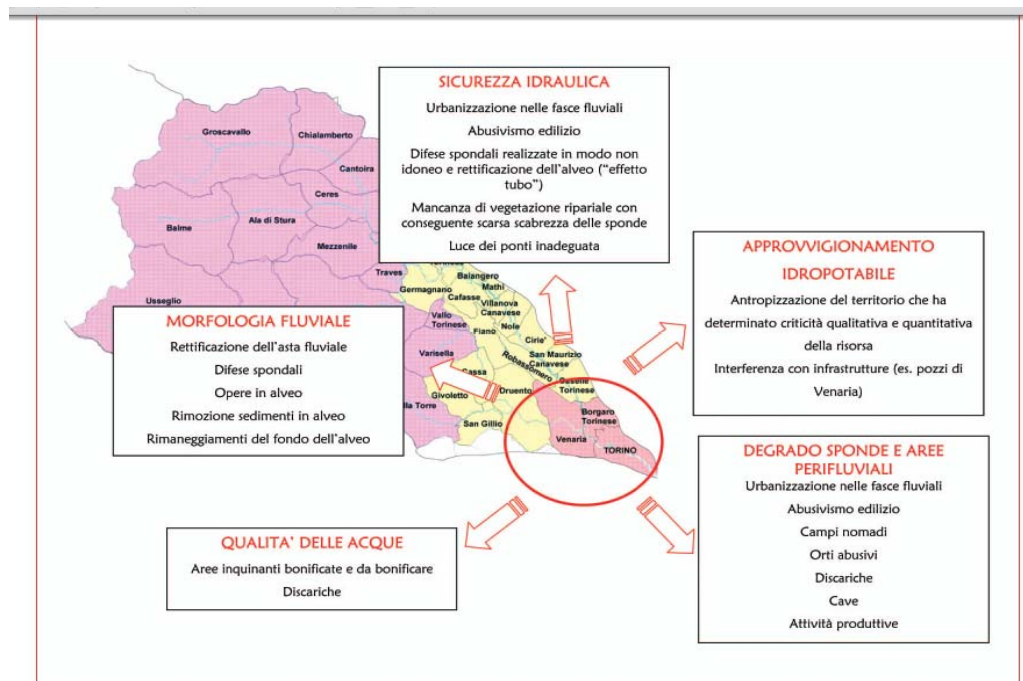 SICUREZZA IDRAULICA
Urbanizzazione nelle fasce fluviali
Abusivismo edilizio
Difese spondali realizzate in modo non
idoneo e rettificazione dell'alveo ("effetto
tubo")
Mancanza di vegetazione ripariale con
conseguente scarsa scabrezza delle sponde
Luce dei ponti inadeguata
APPROVVIGIONAMENTO
IDROPOTABILE
Antropizzazione del territorio che ha
determinato criticità qualitativa e quantitativa
della risorsa
Interferenza con infrastrutture (es. pozzi di
Venaria)
MORFOLOGIA FLUVIALE
Rettificazione dell'asta fluviale
Difese spondali
Opere in alveo
Rimozione sedimenti in alveo
Rimaneggiamenti del fondo dell'alveo
DEGRADO SPONDE E AREE
PERIFLUVIALI
Urbanizzazione nelle fasce fluviali
Abusivismo edilizio
Campi nomadi
Orti abusivi
Discariche
Cave
Attività produttive
QUALITA' DELLE ACQUE
Aree inquinanti bonificate e da bonificare
Discariche
Groscavallo
Chialamberto
Cantoira
Ceres
Ala di Stura
Balme
Mezzenile
Usseglio
Traves
Germagnano
Balangero
Mathi
Cafasse
Villanova
Canavese
Vallo
Torinese
Fiano
Nole
Cirie'
Varisella
Robassomero
San Maurizio
Canavese
Caselle
Torinese
Givoletto
Druento
San Gillio
Borgaro
Torinese
Venaria
TORINO